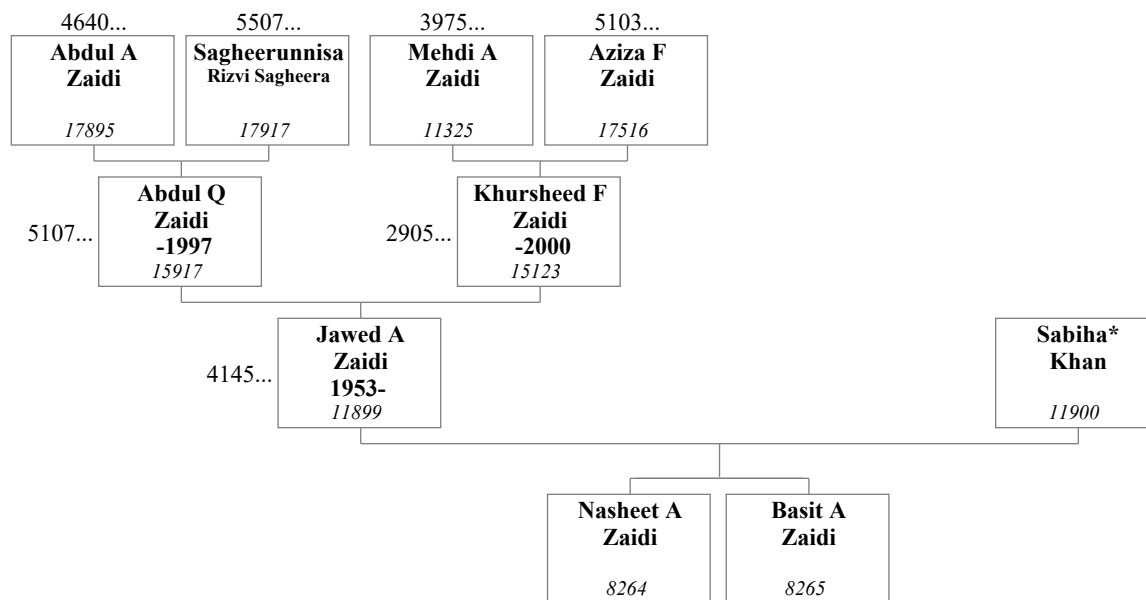 4640...
5507...
3975...
5103...
Abdul A
Zaidi
17895
Sagheerunnisa
Rizvi Sagheera
17917
Mehdi A
Zaidi
11325
Aziza F
Zaidi
17516
5107...
Abdul Q
Zaidi
-1997
15917
2905...
Khursheed F
Zaidi
-2000
15123
4145...
Jawed A
Zaidi
1953-
11899
Sabiha*
Khan
11900
Nasheet A
Zaidi
8264
Basit A
Zaidi
8265